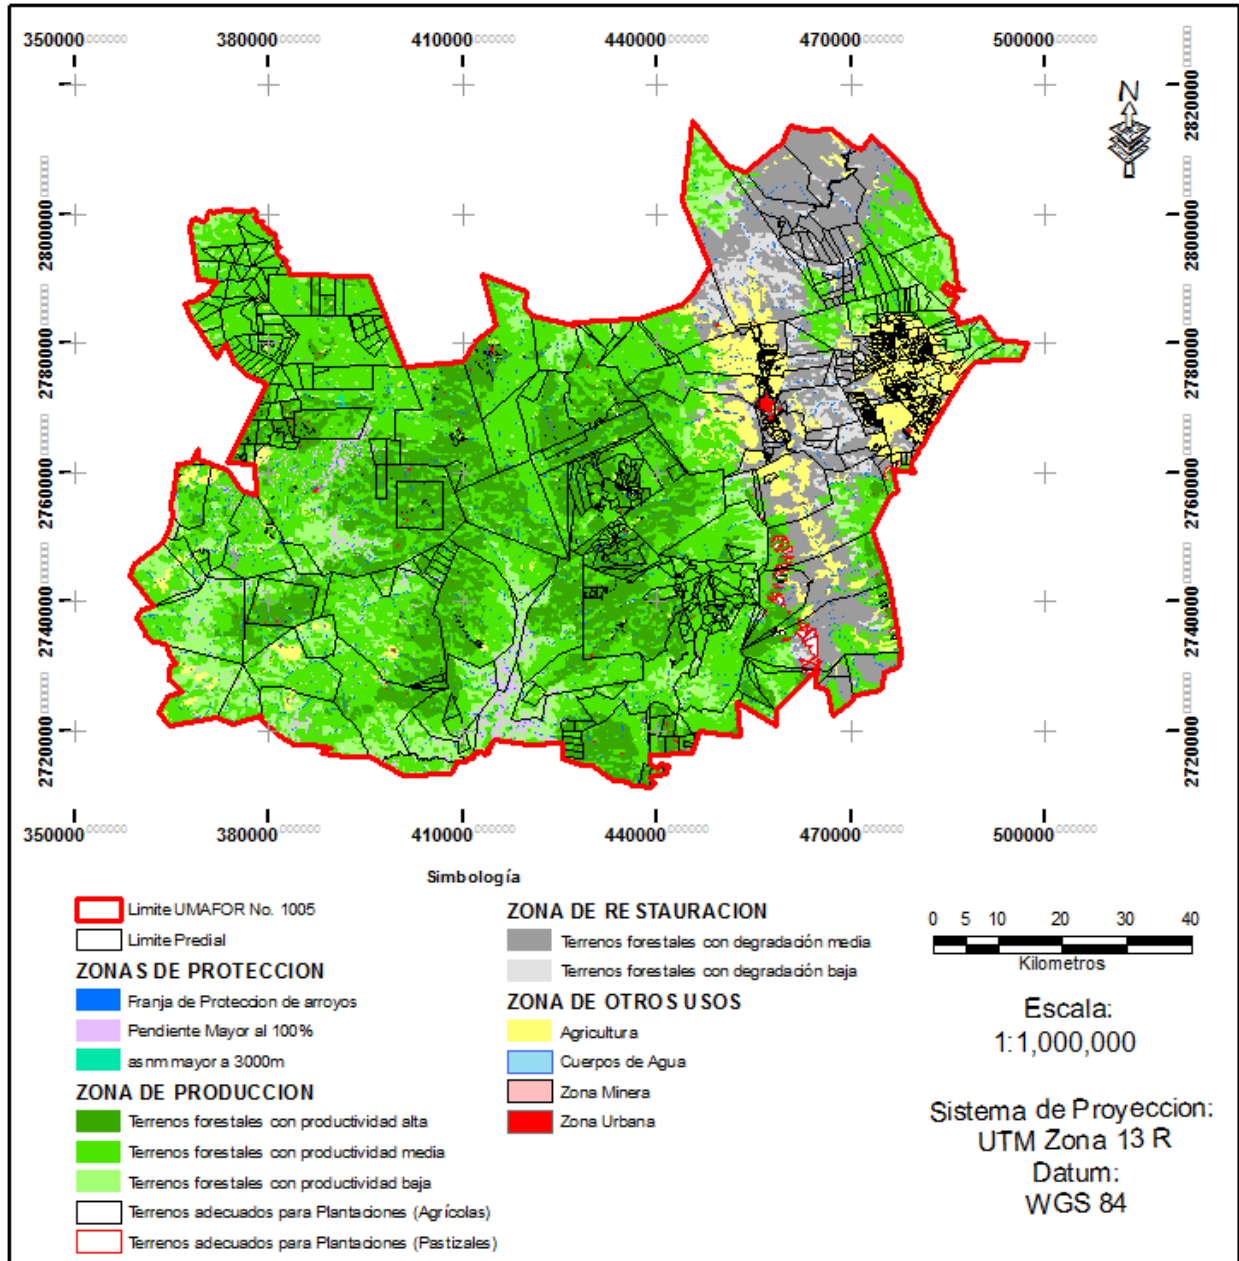 350000 380000 410000 440000 470000 500000
N
2820000
2800000
2780000
2760000
2740000
2720000
2820000
2800000
2780000
2760000
2740000
2720000
350000 380000 410000 440000 470000 500000
Simbología
Limite UMAFOR No. 1005
Limite Predial
ZONAS DE PROTECCION
Franja de Proteccion de arroyos
Pendiente Mayor al 100%
asnm mayor a 3000m
ZONA DE PRODUCCION
Terrenos forestales con productividad alta
Terrenos forestales con productividad media
Terrenos forestales con productividad baja
Terrenos adecuados para Plantaciones (Agrícolas)
Terrenos adecuados para Plantaciones (Pastizales)
ZONA DE RESTAURACION
Terrenos forestales con degradación media
Terrenos forestales con degradación baja
ZONA DE OTROS USOS
Agricultura
Cuerpos de Agua
Zona Minera
Zona Urbana
0 5 10 20 30 40
Kilometros
Escala:
1:1,000,000
Sistema de Proyeccion:
UTM Zona 13 R
Datum:
WGS 84